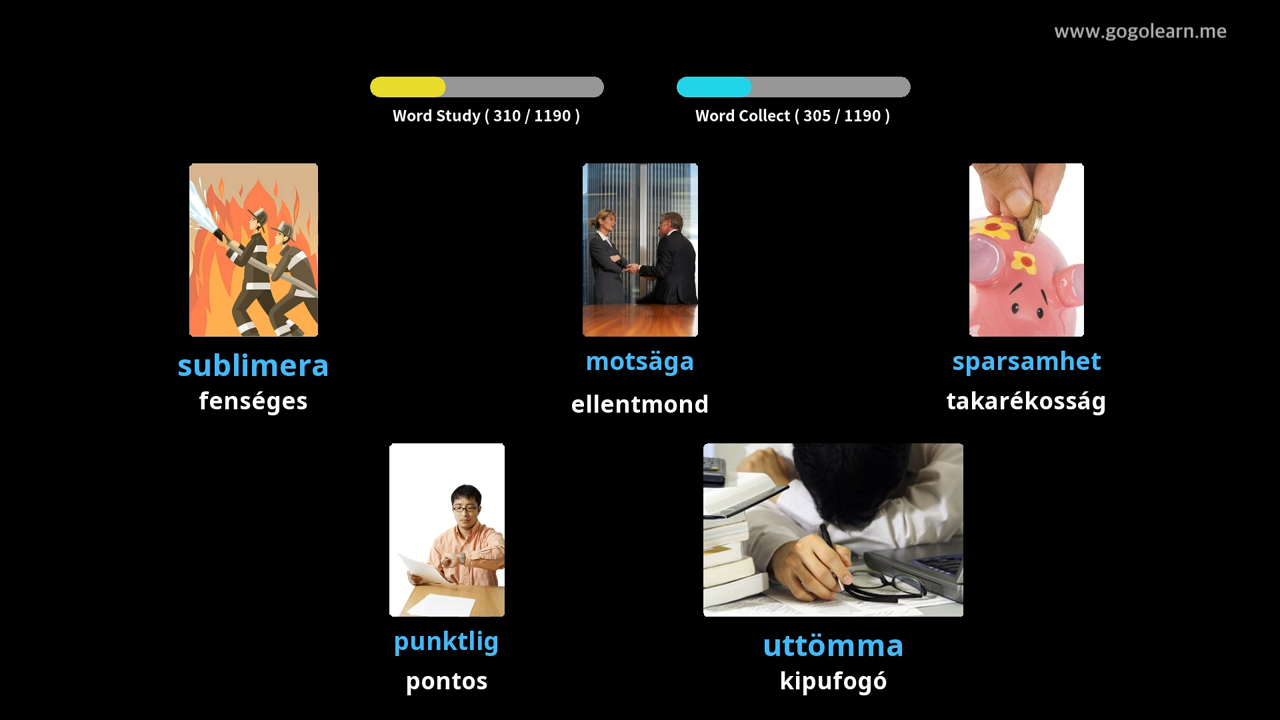 www.gogolearn.me
Word Study ( 310 / 1190 )
Word Collect ( 305 / 1190 )
sublimera
fenséges
motsäga
ellentmond
sparsamhet
takarékosság
punktlig
pontos
uttömma
kipufogó